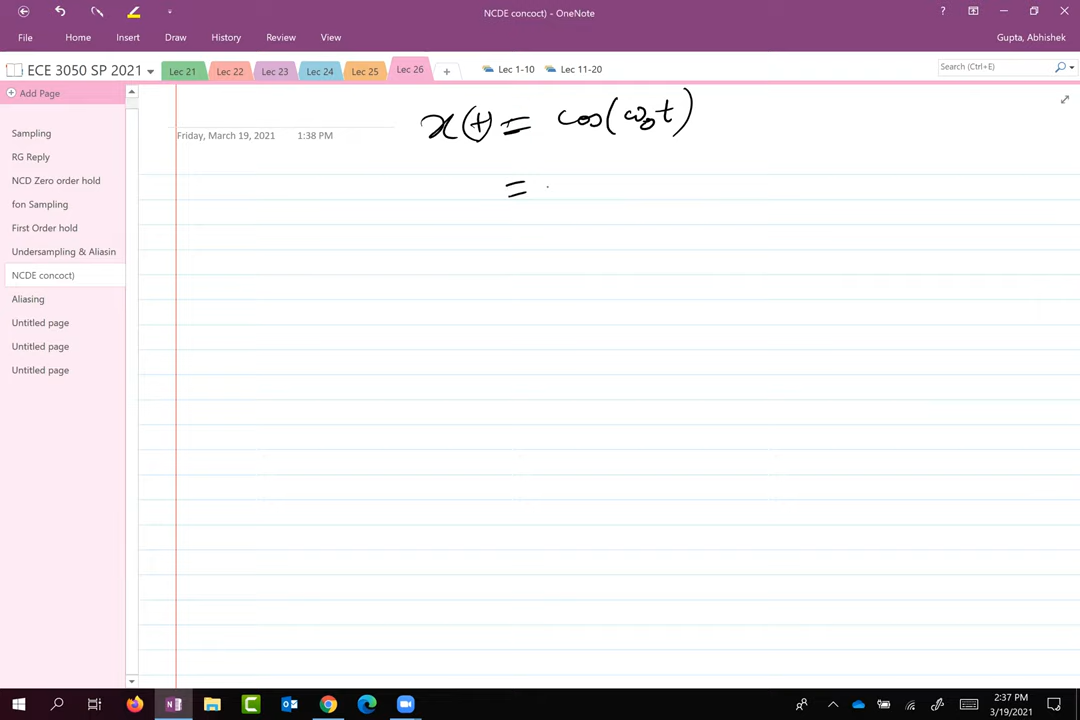 NCDE concoct) - OneNote
?
File Home Insert Draw History Review View
Gupta, Abhishek
ECE 3050 SP 2021
Lec 21 Lec 22 Lec 23 Lec 24 Lec 25 Lec 26 + Lec 1-10 Lec 11-20
Search (Ctrl+E)
Add Page
Sampling
RG Reply
NCD Zero order hold
fon Sampling
First Order hold
Undersampling & Aliasin
NCDE concoct)
Aliasing
Untitled page
Untitled page
Untitled page
Friday, March 19, 2021 1:38 PM
x(t) = cos(ω₀t)
=
2:37 PM
3/19/2021